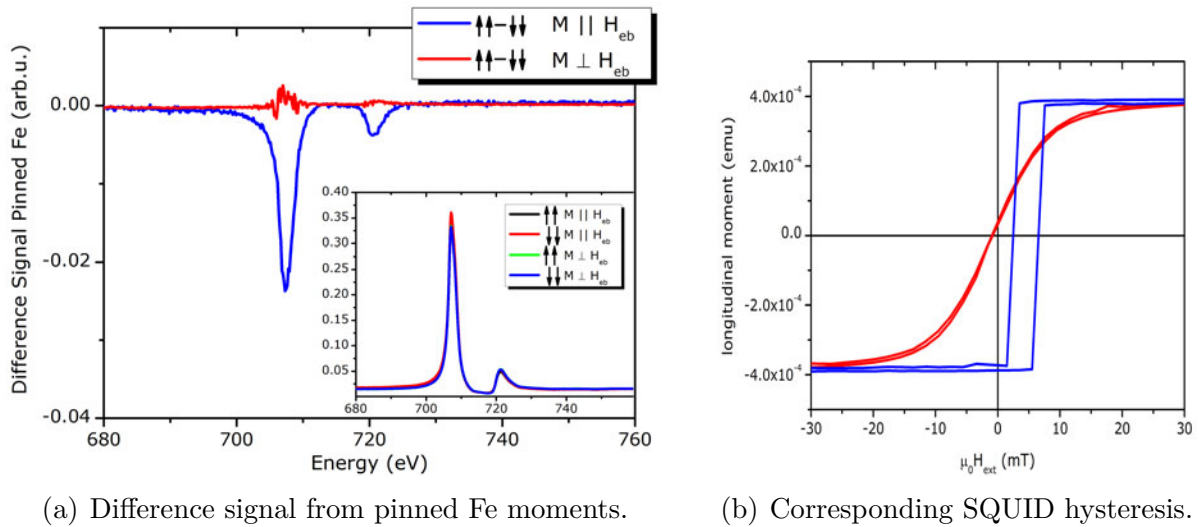 ↑↑−↓↓ M || H_eb
↑↑−↓↓ M ⊥ H_eb
Difference Signal Pinned Fe (arb.u.)
0.00
-0.02
-0.04
680 700 720 740 760
Energy (eV)
0.40
0.35
0.30
0.25
0.20
0.15
0.10
0.05
680 700 720 740
↑↑ M || H_eb
↓↓ M || H_eb
↑↑ M ⊥ H_eb
↓↓ M ⊥ H_eb
(a) Difference signal from pinned Fe moments.
longitudinal moment (emu)
4.0x10⁻⁴
2.0x10⁻⁴
0.0
-2.0x10⁻⁴
-4.0x10⁻⁴
-30 -20 -10 0 10 20 30
μ₀H_ext (mT)
(b) Corresponding SQUID hysteresis.